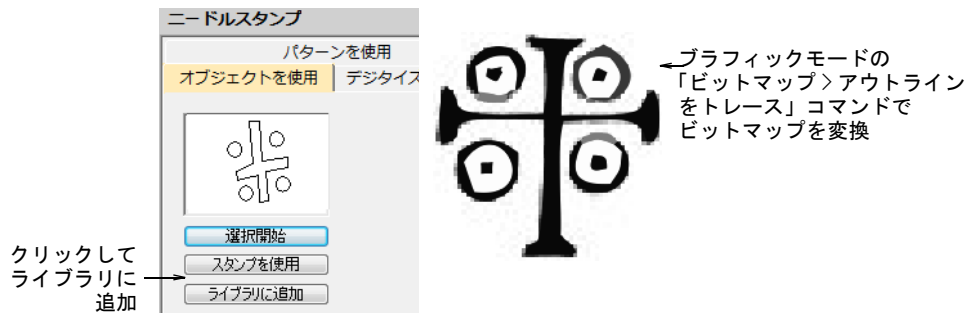 ニードルスタンプ
パターンを使用
オブジェクトを使用
デジタイズ
選択開始
スタンプを使用
ライブラリに追加
クリックして
ライブラリに
追加
ブラフィックモードの
「ビットマップ > アウトライン
をトレース」コマンドで
ビットマップを変換